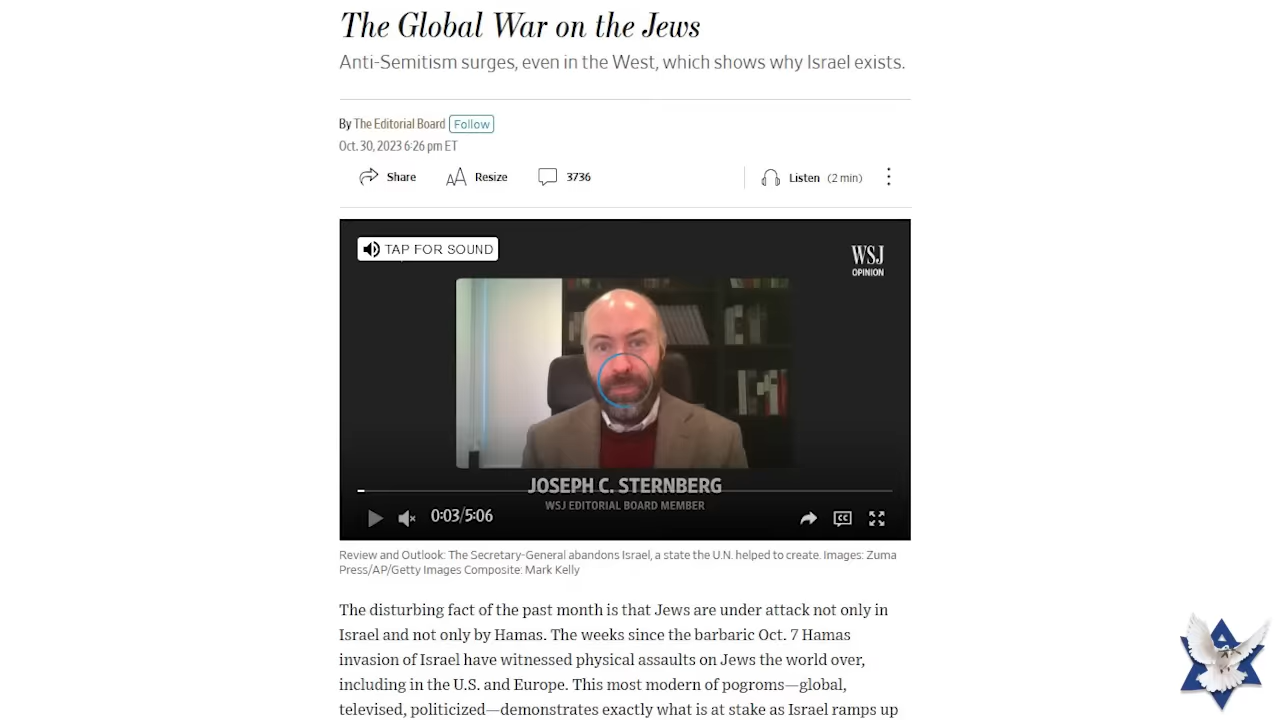 The Global War on the Jews
Anti-Semitism surges, even in the West, which shows why Israel exists.
By The Editorial Board Follow
Oct. 30, 2023 6:26 pm ET
Share Resize 3736 Listen (2 min)
TAP FOR SOUND
WSJ
OPINION
JOSEPH C. STERNBERG
WSJ EDITORIAL BOARD MEMBER
0:03/5:06
CC
Review and Outlook: The Secretary-General abandons Israel, a state the U.N. helped to create. Images: Zuma
Press/AP/Getty Images Composite: Mark Kelly
The disturbing fact of the past month is that Jews are under attack not only in
Israel and not only by Hamas. The weeks since the barbaric Oct. 7 Hamas
invasion of Israel have witnessed physical assaults on Jews the world over,
including in the U.S. and Europe. This most modern of pogroms—global,
televised, politicized—demonstrates exactly what is at stake as Israel ramps up